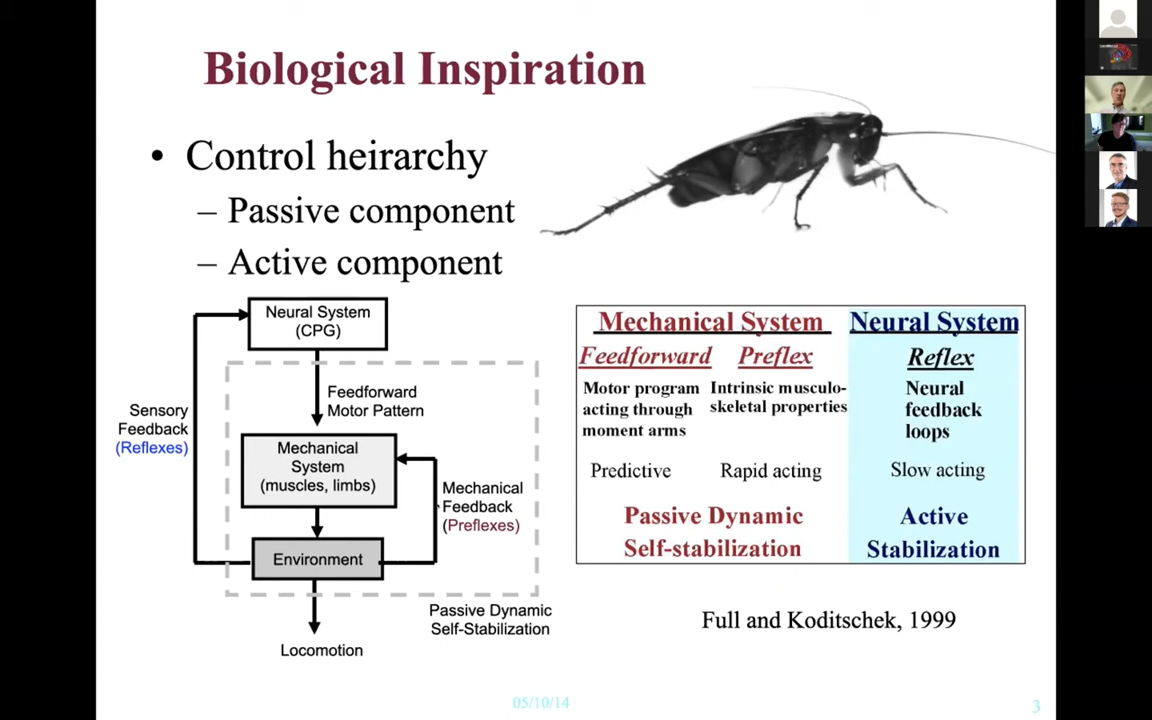 Biological Inspiration
• Control heirarchy
– Passive component
– Active component
Neural System
(CPG)
Feedforward
Motor Pattern
Sensory
Feedback
(Reflexes)
Mechanical
System
(muscles, limbs)
Mechanical
Feedback
(Preflexes)
Environment
Passive Dynamic
Self-Stabilization
Locomotion
Mechanical System
Neural System
Feedforward
Preflex
Reflex
Motor program
acting through
moment arms
Intrinsic musculo-
skeletal properties
Neural
feedback
loops
Predictive
Rapid acting
Slow acting
Passive Dynamic
Self-stabilization
Active
Stabilization
Full and Koditschek, 1999
05/10/14
3